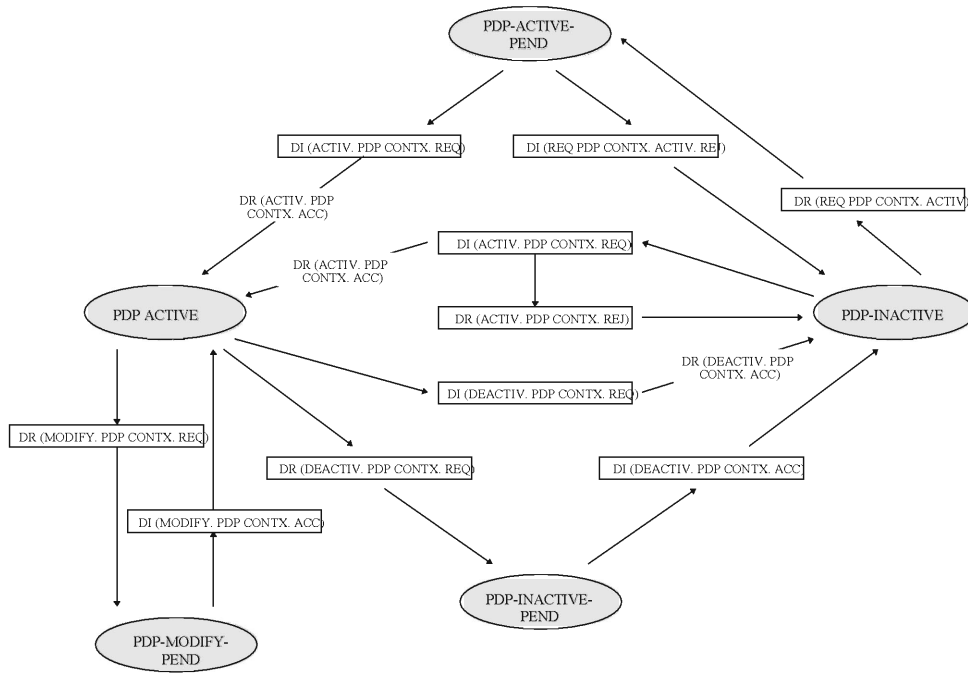 PDP-ACTIVE-
PEND
DI (ACTIV. PDP CONTX. REQ)
DI (REQ PDP CONTX. ACTIV. REJ)
DR (ACTIV. PDP
CONTX. ACC)
DR (REQ PDP CONTX. ACTIV)
DI (ACTIV. PDP CONTX. REQ)
DR (ACTIV. PDP
CONTX. ACC)
PDP ACTIVE
DR (ACTIV. PDP CONTX. REJ)
PDP-INACTIVE
DR (DEACTIV. PDP
CONTX. ACC)
DI (DEACTIV. PDP CONTX. REQ)
DR (MODIFY. PDP CONTX. REQ)
DR (DEACTIV. PDP CONTX. REQ)
DI (DEACTIV. PDP CONTX. ACC)
DI (MODIFY. PDP CONTX. ACC)
PDP-INACTIVE-
PEND
PDP-MODIFY-
PEND